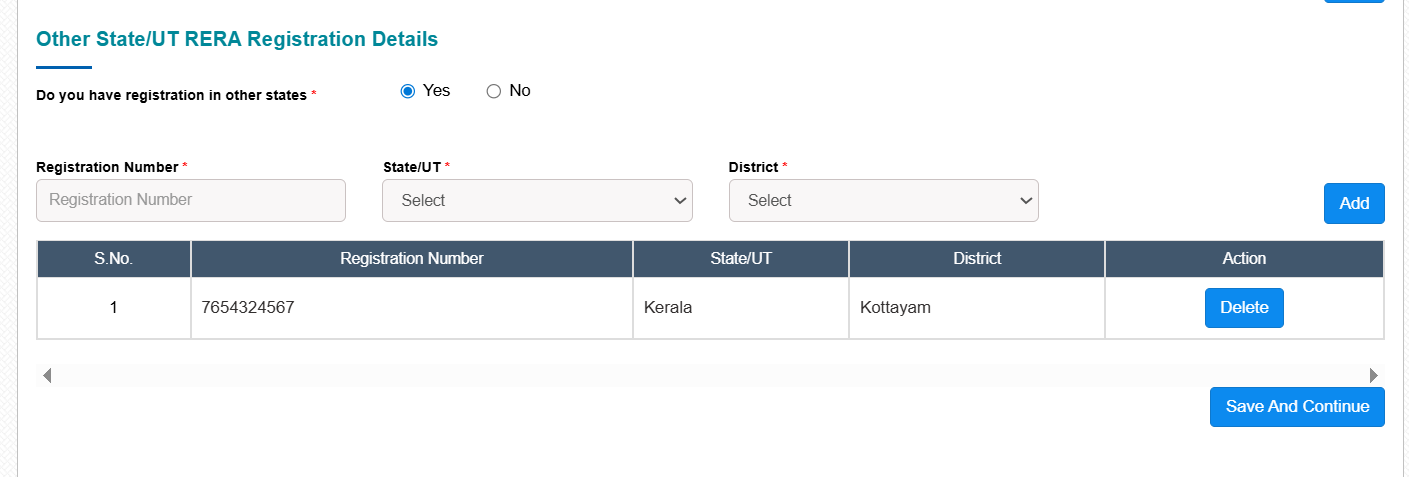 Other State/UT RERA Registration Details
Do you have registration in other states * Yes No
Registration Number * State/UT * District *
Registration Number Select Select Add
S.No. Registration Number State/UT District Action
1 7654324567 Kerala Kottayam Delete
Save And Continue